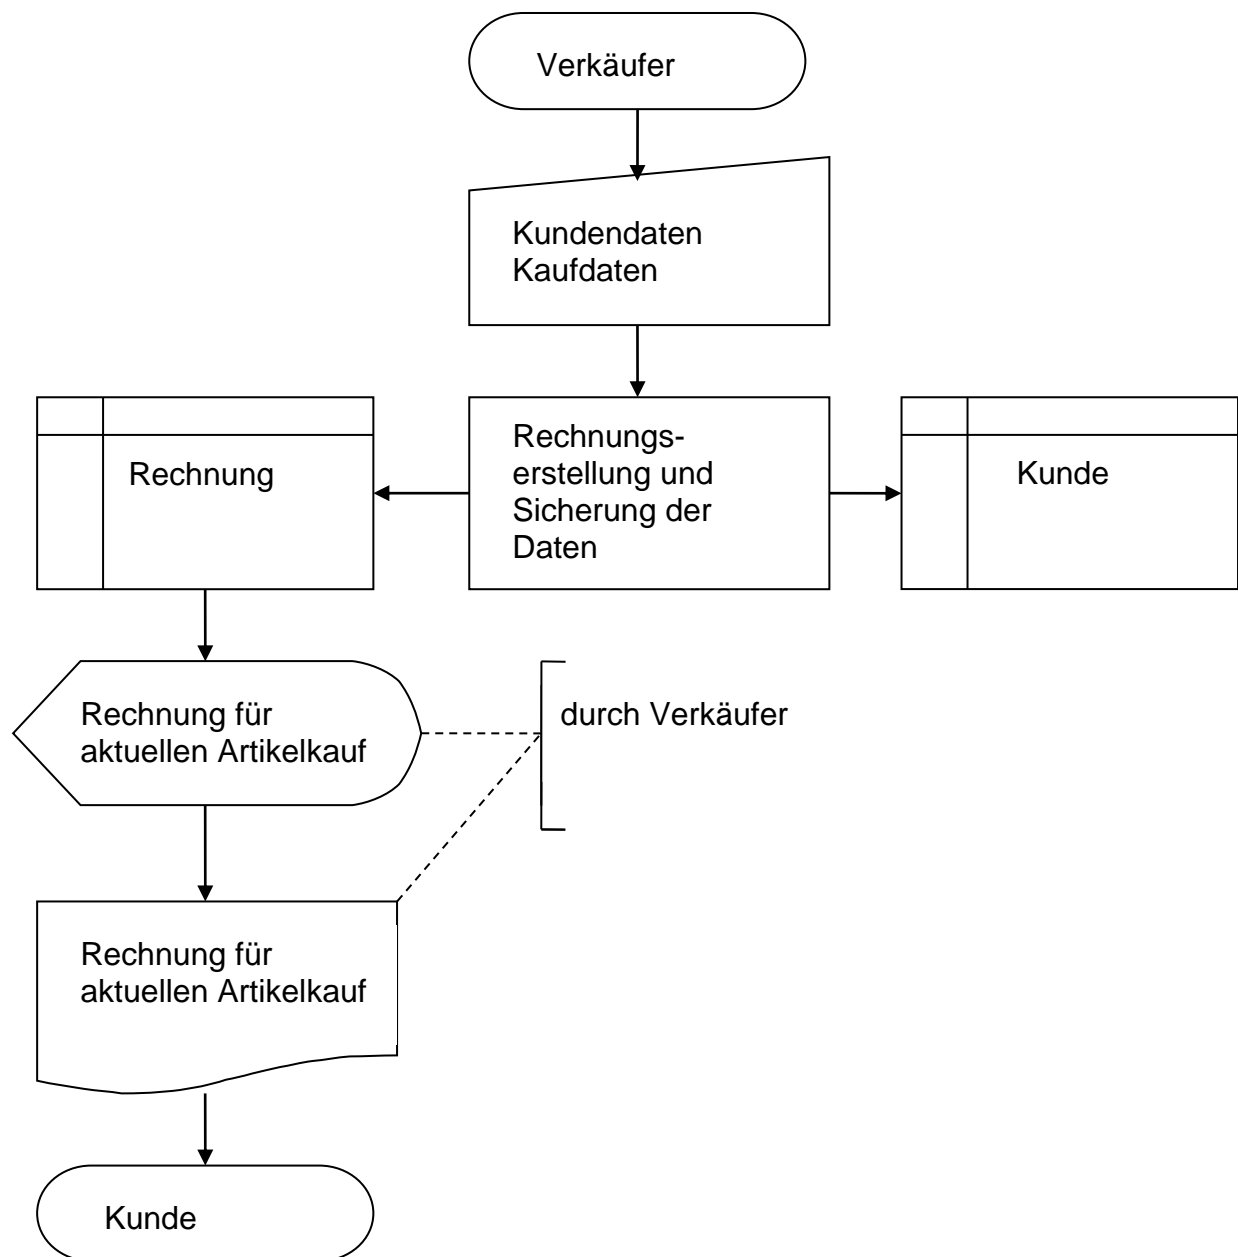 Verkäufer
Kundendaten
Kaufdaten
Rechnung
Rechnungs-
erstellung und
Sicherung der
Daten
Kunde
Rechnung für
aktuellen Artikelkauf
durch Verkäufer
Rechnung für
aktuellen Artikelkauf
Kunde